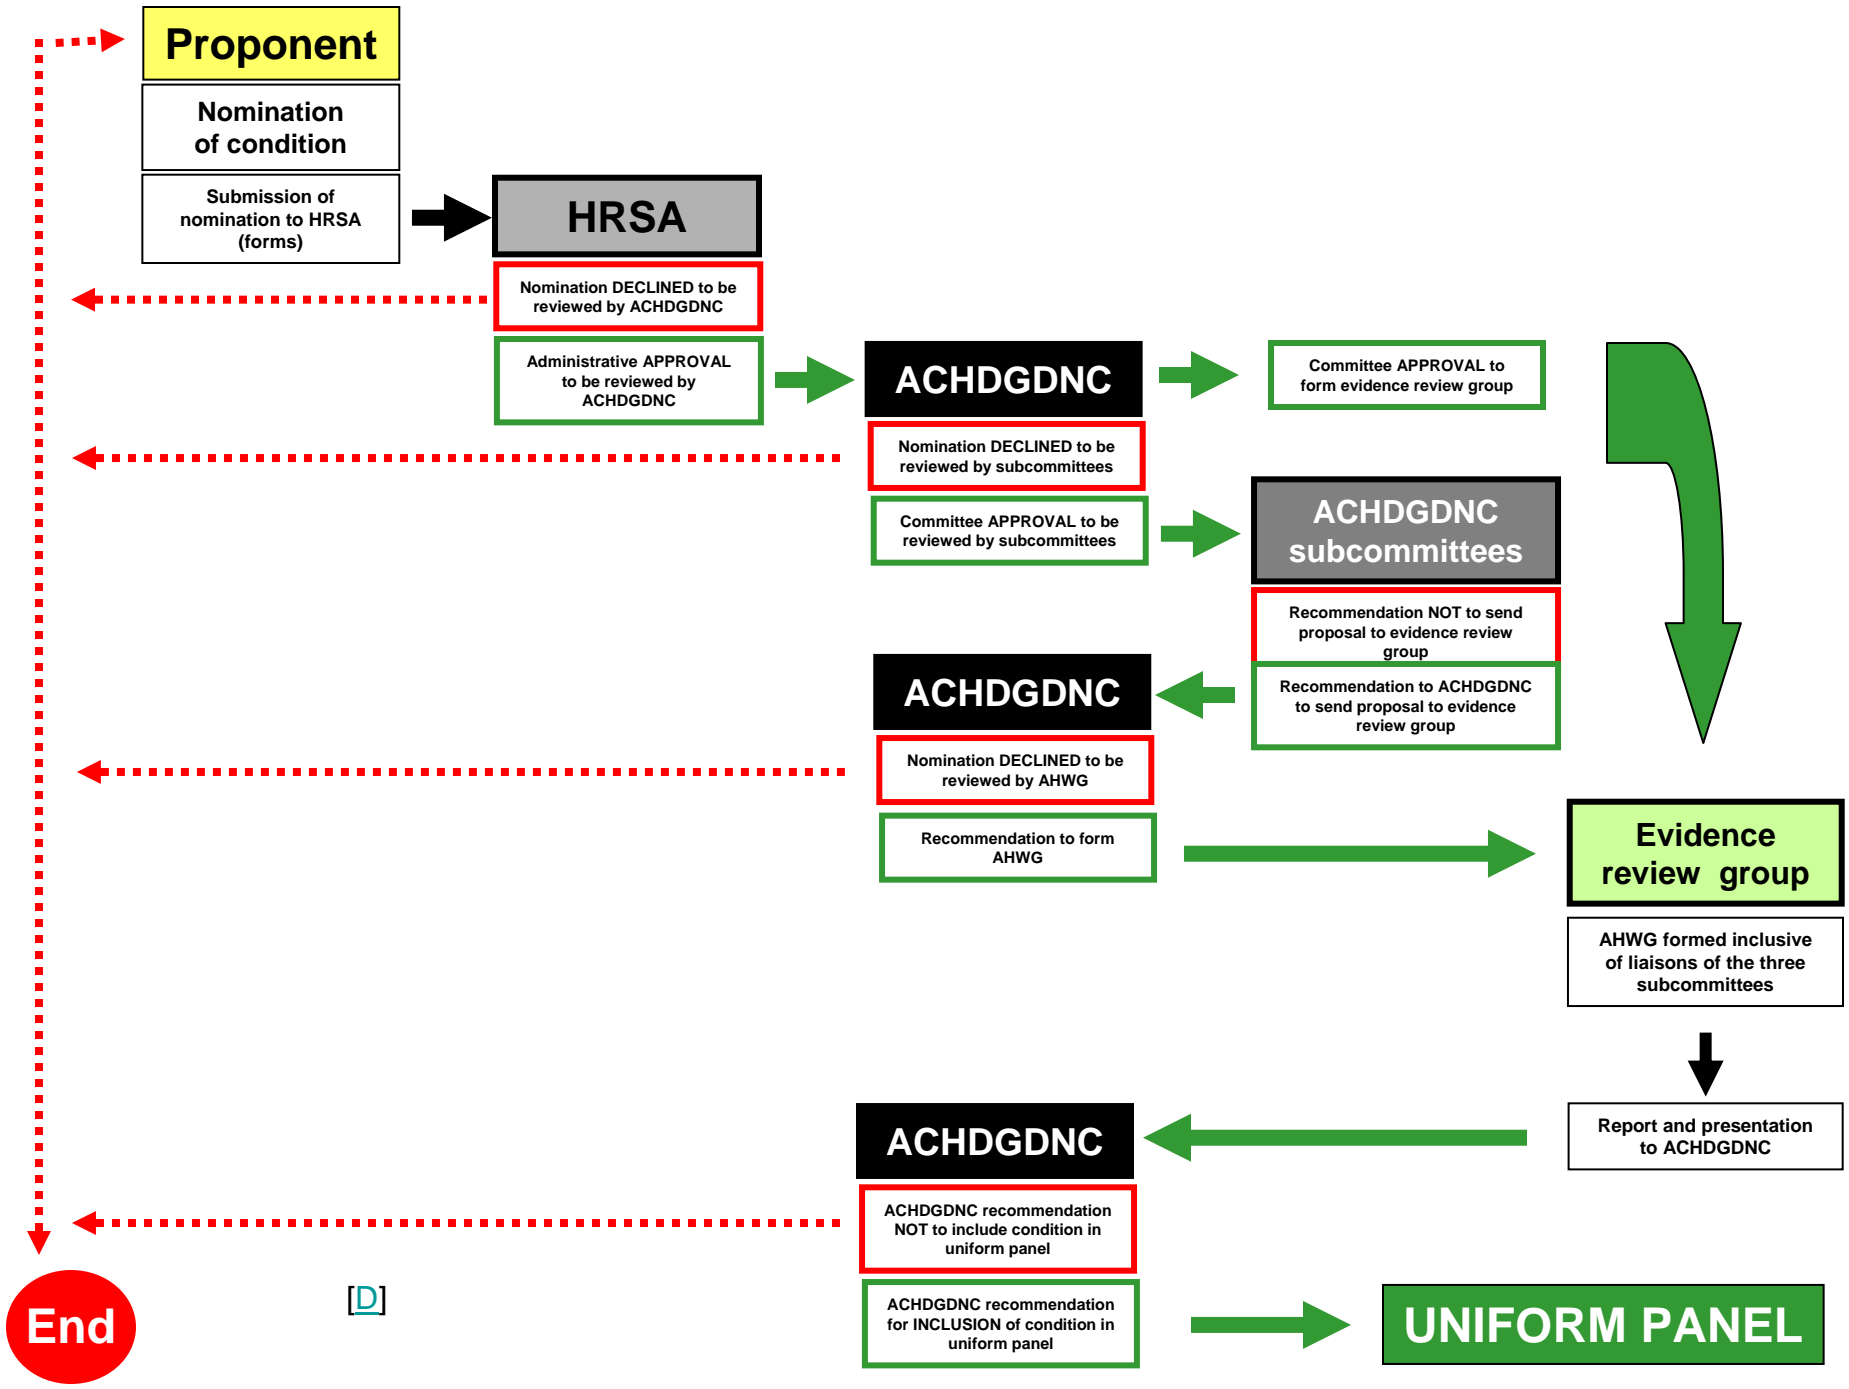 Proponent
Nomination
of condition
Submission of
nomination to HRSA
(forms)
HRSA
Nomination DECLINED to be
reviewed by ACHDGDNC
Administrative APPROVAL
to be reviewed by
ACHDGDNC
ACHDGDNC
Nomination DECLINED to be
reviewed by subcommittees
Committee APPROVAL to be
reviewed by subcommittees
Committee APPROVAL to
form evidence review group
ACHDGDNC
subcommittees
Recommendation NOT to send
proposal to evidence review
group
Recommendation to ACHDGDNC
to send proposal to evidence
review group
ACHDGDNC
Nomination DECLINED to be
reviewed by AHWG
Recommendation to form
AHWG
Evidence
review group
AHWG formed inclusive
of liaisons of the three
subcommittees
Report and presentation
to ACHDGDNC
ACHDGDNC
ACHDGDNC recommendation
NOT to include condition in
uniform panel
ACHDGDNC recommendation
for INCLUSION of condition in
uniform panel
UNIFORM PANEL
End
[D]